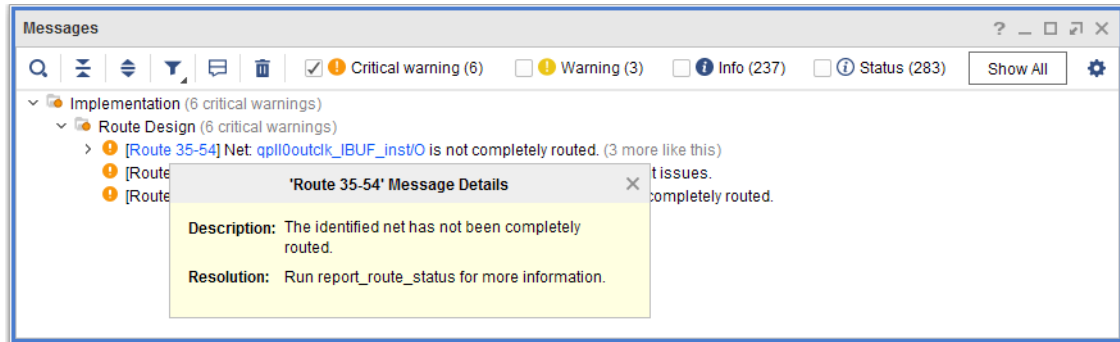 Messages
Critical warning (6) Warning (3) Info (237) Status (283) Show All
Implementation (6 critical warnings)
Route Design (6 critical warnings)
[Route 35-54] Net: qpll0outclk_IBUF_inst/O is not completely routed. (3 more like this)
[Route t issues.
[Route completely routed.
'Route 35-54' Message Details
Description: The identified net has not been completely
routed.
Resolution: Run report_route_status for more information.